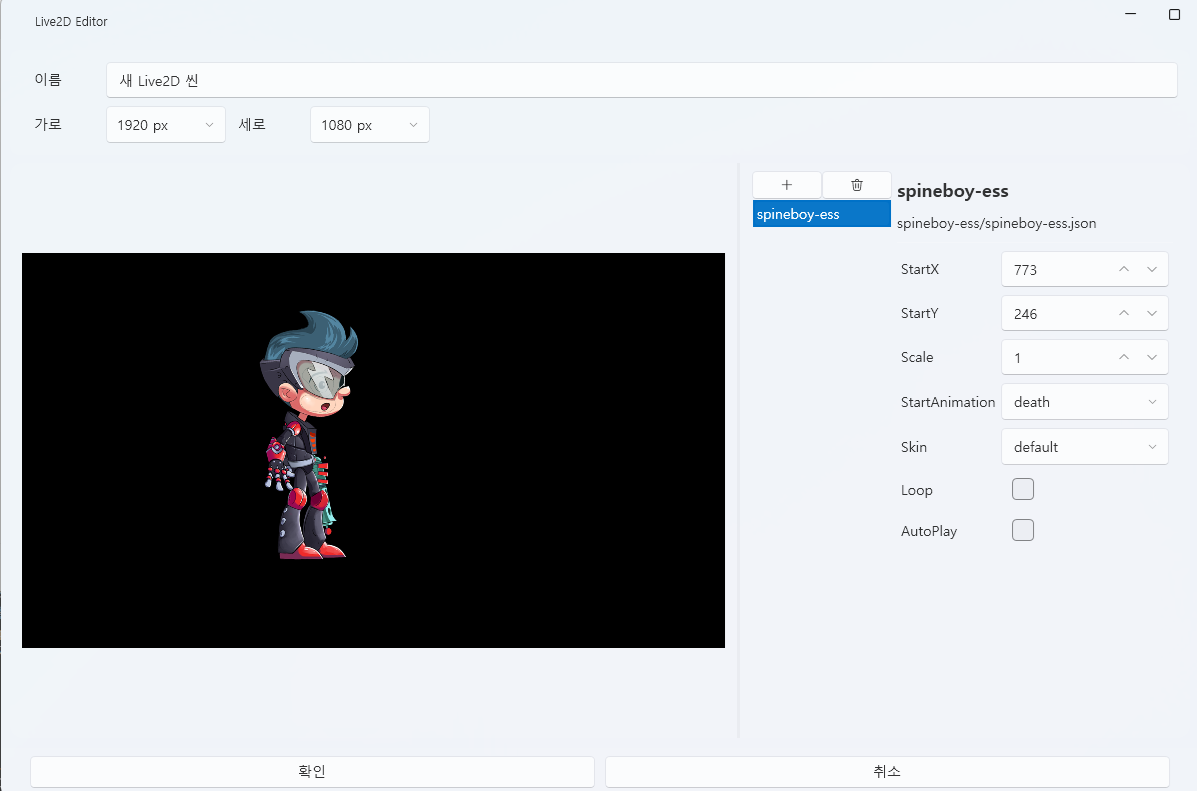 Live2D Editor
이름
새 Live2D 씬
가로
1920 px
세로
1080 px
spineboy-ess
spineboy-ess
spineboy-ess/spineboy-ess.json
StartX
773
StartY
246
Scale
1
StartAnimation
death
Skin
default
Loop
AutoPlay
확인
취소